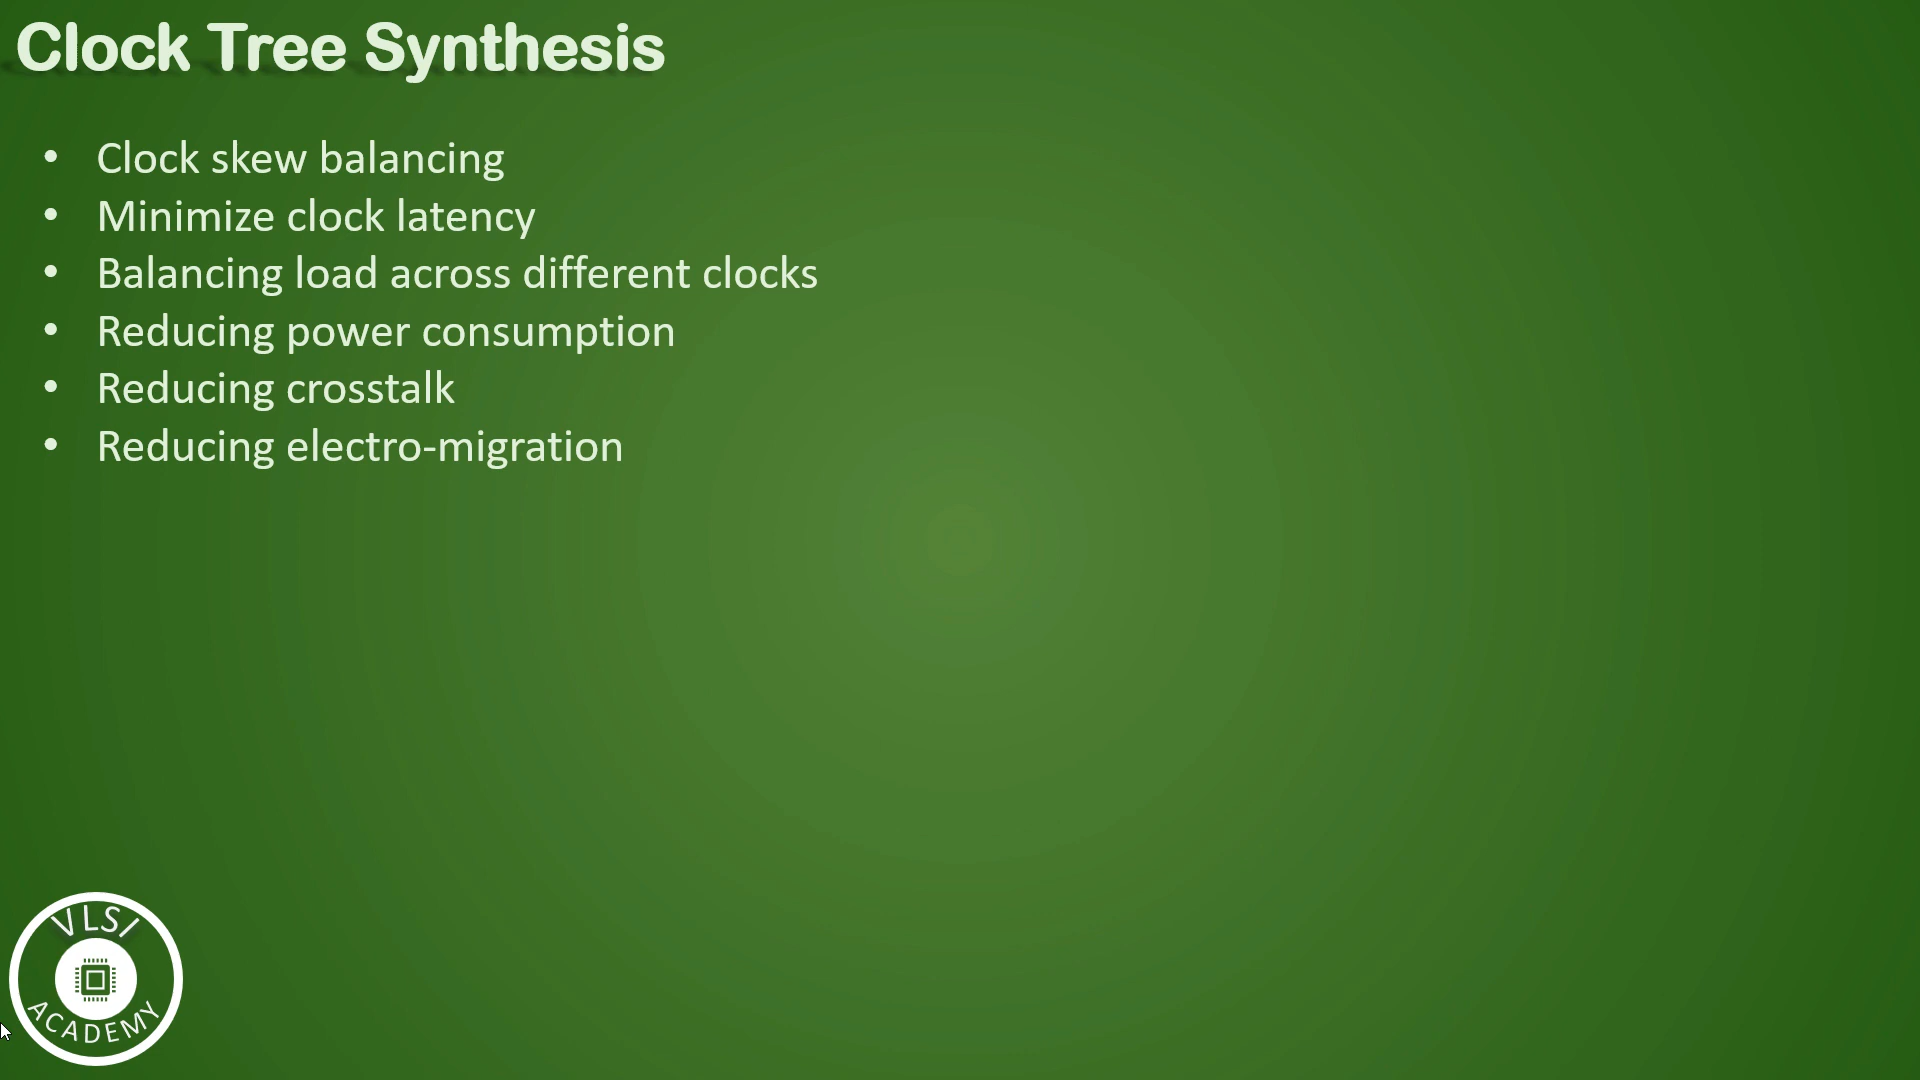 Clock Tree Synthesis
• Clock skew balancing
• Minimize clock latency
• Balancing load across different clocks
• Reducing power consumption
• Reducing crosstalk
• Reducing electro-migration
VLSI
ACADEMY